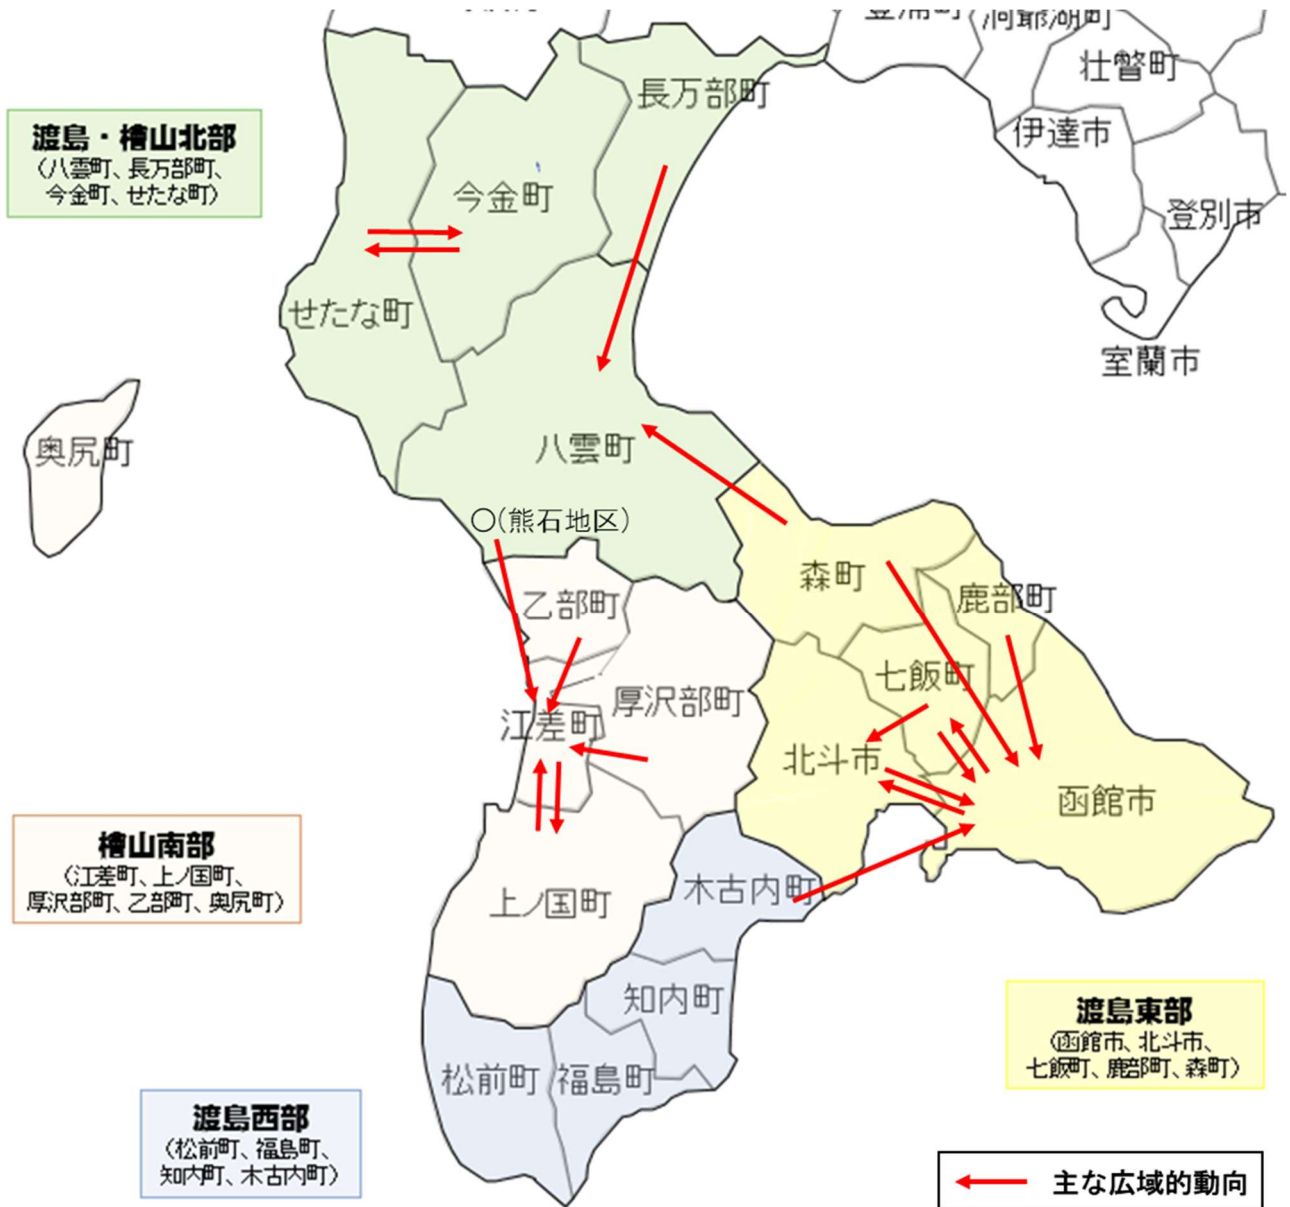 洞爺湖町
壮瞥町
長万部町
伊達市
渡島・檜山北部
（八雲町、長万部町、
今金町、せたな町）
今金町
登別市
せたな町
室蘭市
奥尻町
八雲町
○(熊石地区)
森町
乙部町
鹿部町
七飯町
厚沢部町
江差町
北斗市
函館市
檜山南部
（江差町、上ノ国町、
厚沢部町、乙部町、奥尻町）
木古内町
上ノ国町
知内町
渡島東部
（函館市、北斗市、
七飯町、鹿部町、森町）
松前町
福島町
渡島西部
（松前町、福島町、
知内町、木古内町）
主な広域的動向